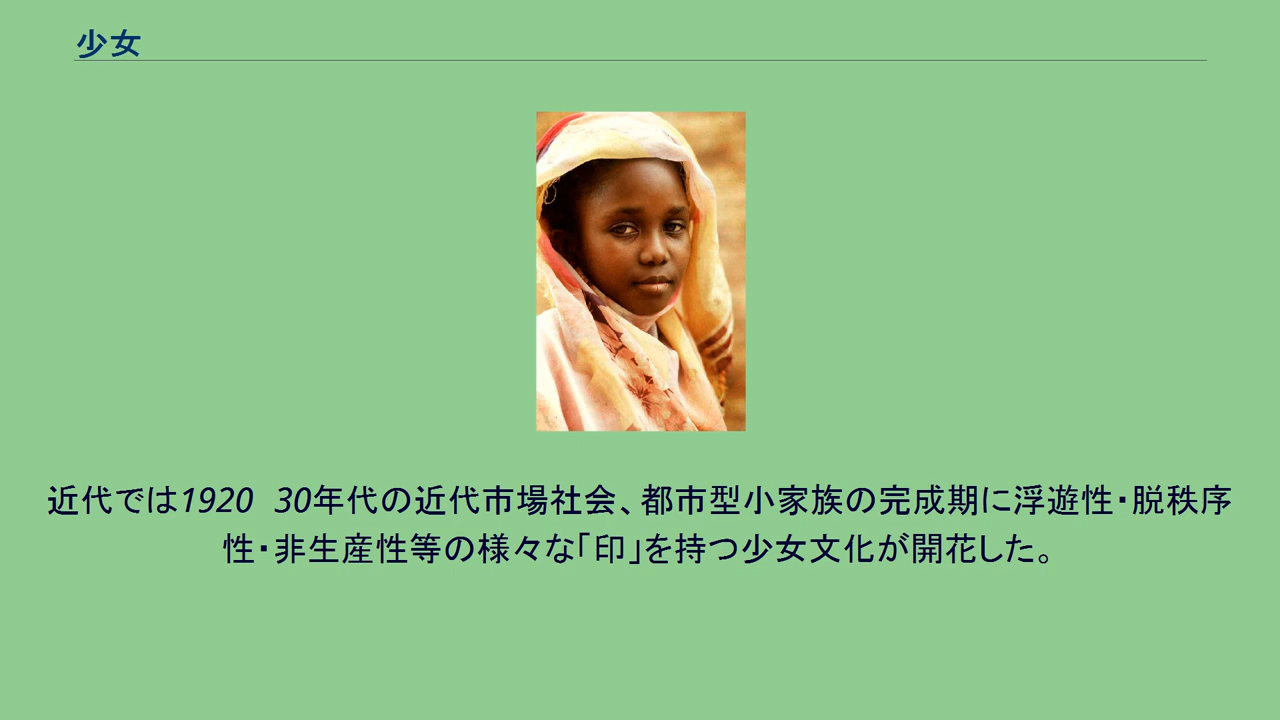 少女
近代では1920 30年代の近代市場社会、都市型小家族の完成期に浮遊性・脱秩序
性・非生産性等の様々な「印」を持つ少女文化が開花した。